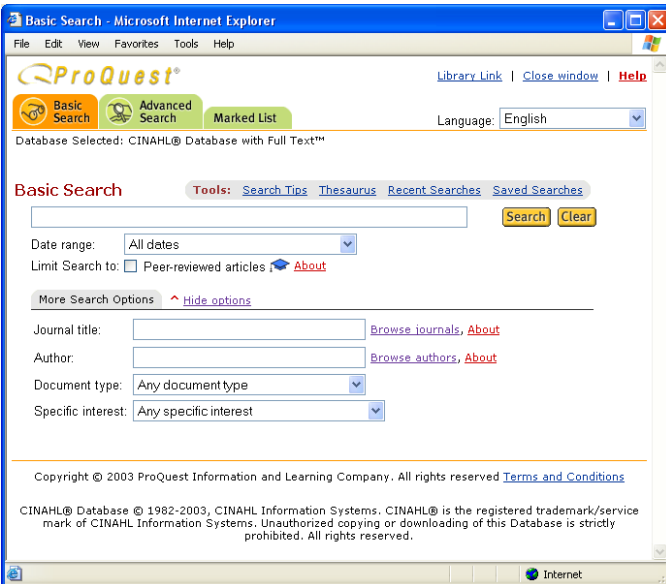 Basic Search - Microsoft Internet Explorer
File Edit View Favorites Tools Help
ProQuest® Library Link | Close window | Help
Basic Search Advanced Search Marked List Language: English
Database Selected: CINAHL® Database with Full Text™
Basic Search Tools: Search Tips Thesaurus Recent Searches Saved Searches
Search Clear
Date range: All dates
Limit Search to: Peer-reviewed articles About
More Search Options ^ Hide options
Journal title: Browse journals, About
Author: Browse authors, About
Document type: Any document type
Specific interest: Any specific interest
Copyright © 2003 ProQuest Information and Learning Company. All rights reserved Terms and Conditions
CINAHL® Database © 1982-2003, CINAHL Information Systems. CINAHL® is the registered trademark/service
mark of CINAHL Information Systems. Unauthorized copying or downloading of this Database is strictly
prohibited. All rights reserved.
Internet